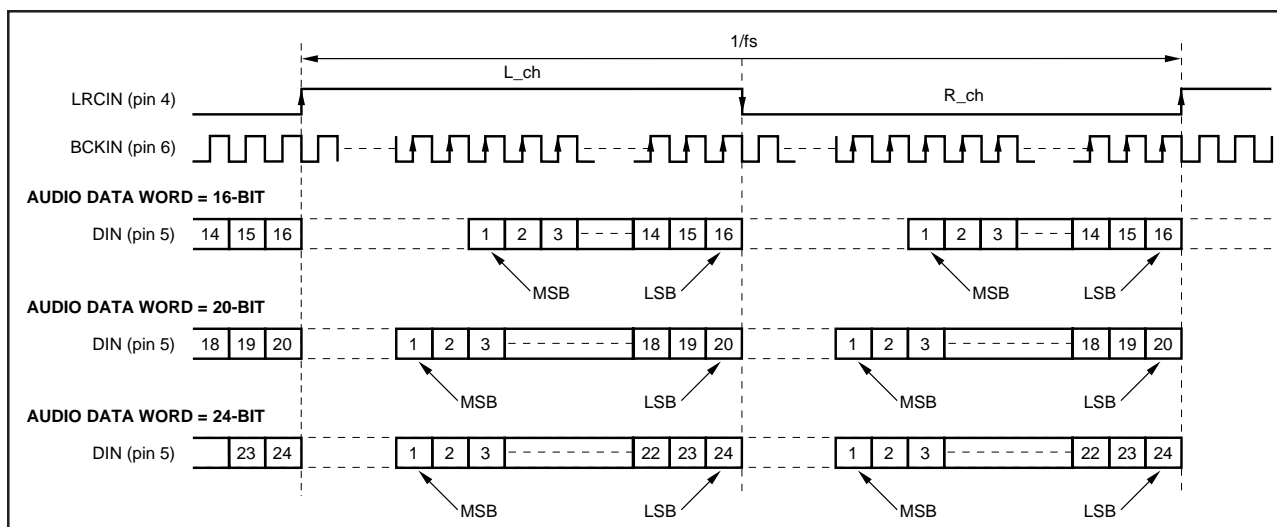 1/fs
L_ch
LRCIN (pin 4)
R_ch
BCKIN (pin 6)
AUDIO DATA WORD = 16-BIT
DIN (pin 5) 14 15 16 1 2 3 14 15 16 1 2 3 14 15 16
MSB LSB MSB LSB
AUDIO DATA WORD = 20-BIT
DIN (pin 5) 18 19 20 1 2 3 18 19 20 1 2 3 18 19 20
MSB LSB MSB LSB
AUDIO DATA WORD = 24-BIT
DIN (pin 5) 23 24 1 2 3 22 23 24 1 2 3 22 23 24
MSB LSB MSB LSB